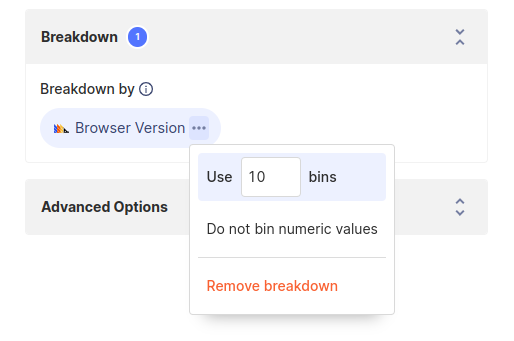 Breakdown 1
Breakdown by
Browser Version
Use 10 bins
Do not bin numeric values
Advanced Options
Remove breakdown